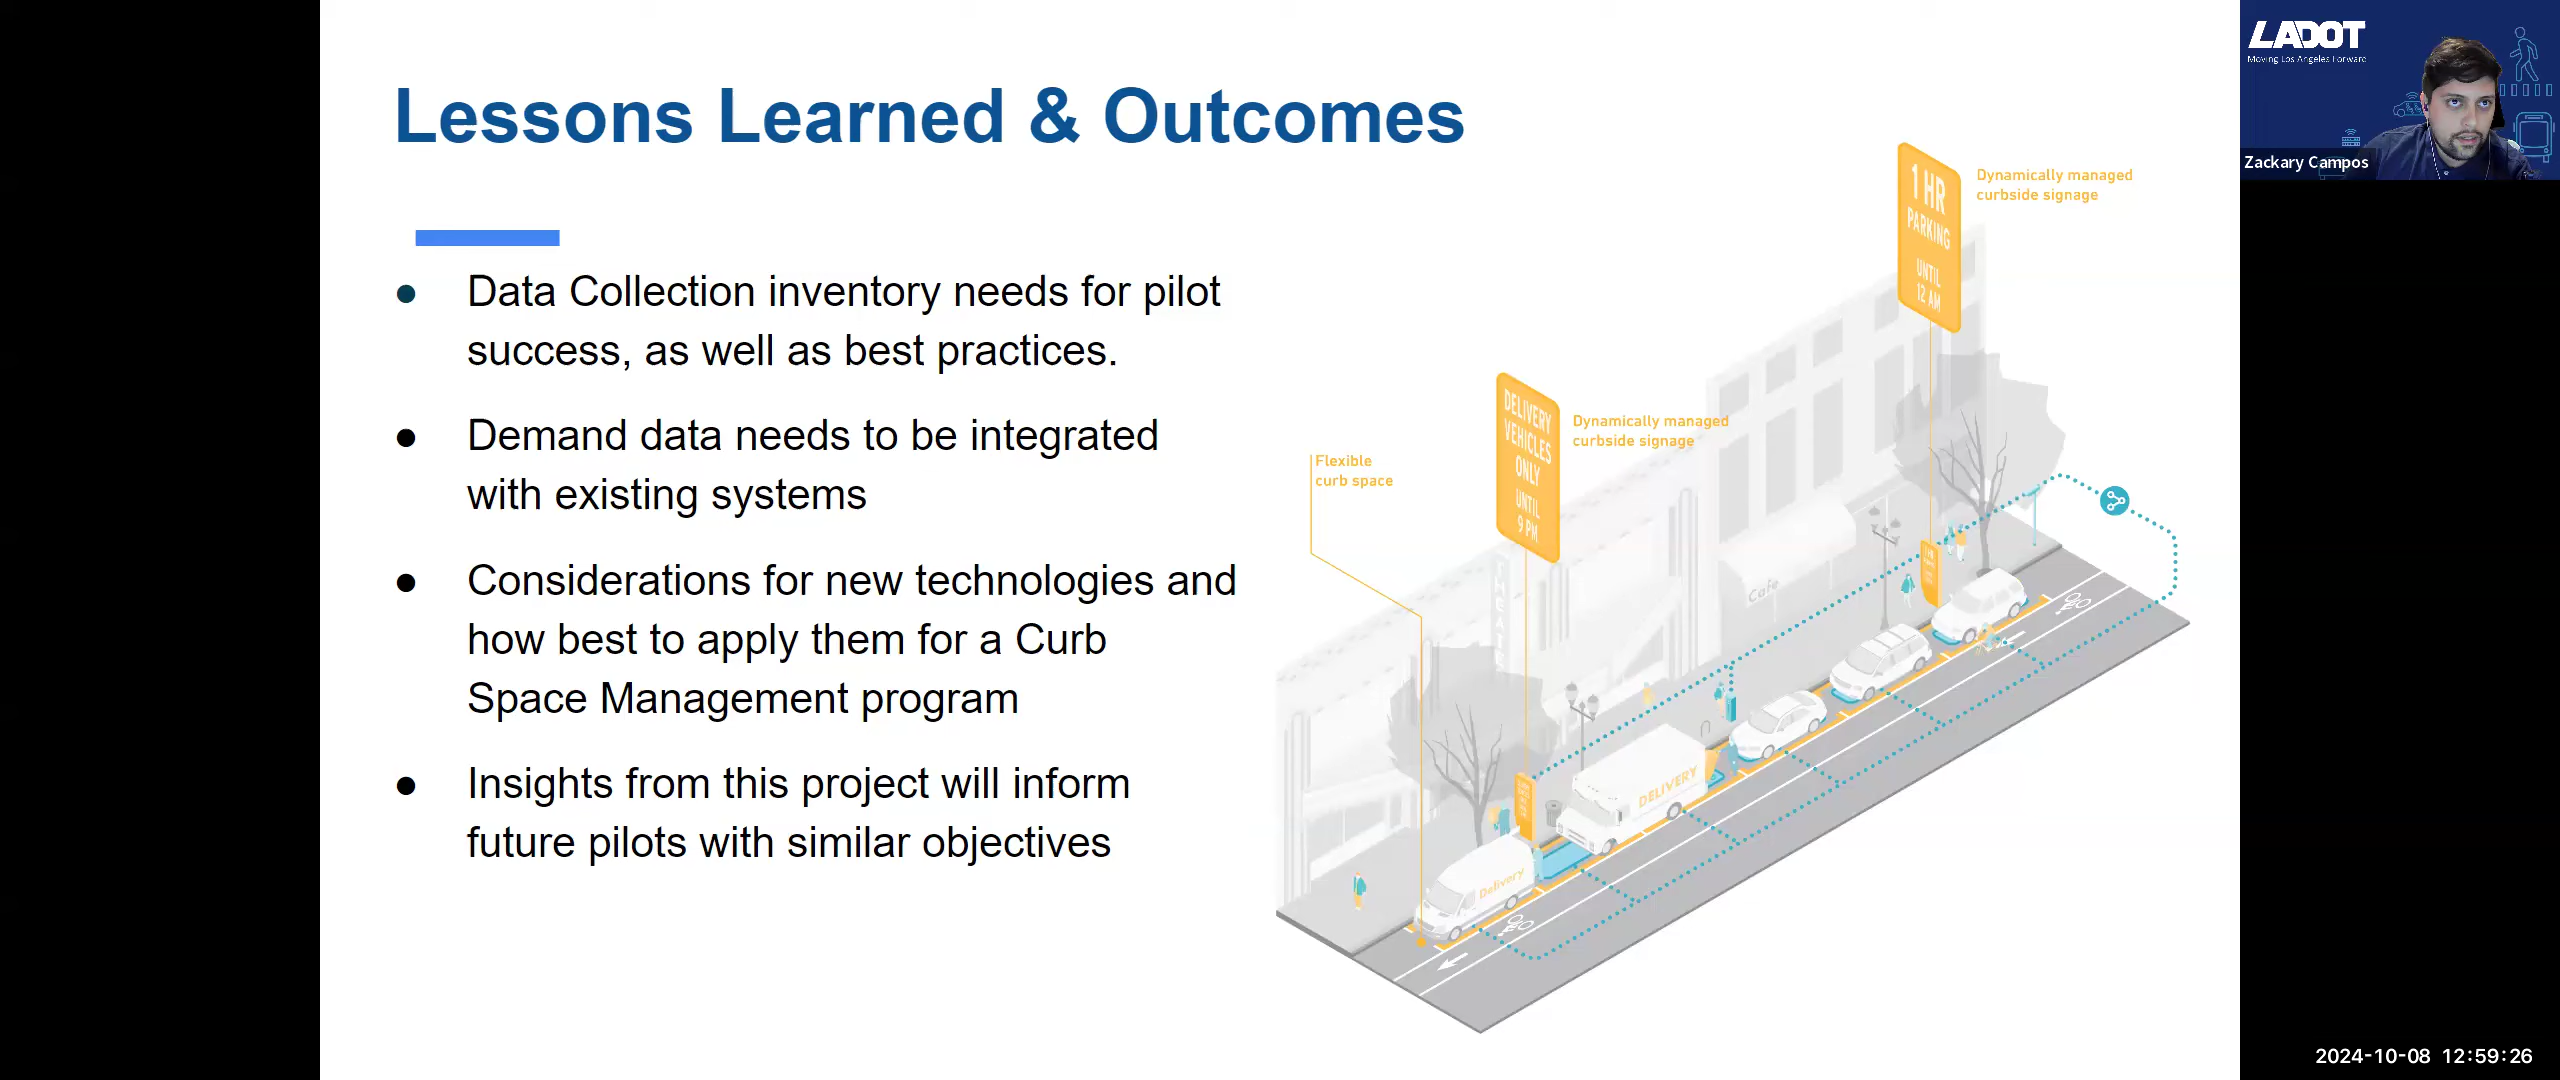 Lessons Learned & Outcomes
● Data Collection inventory needs for pilot
success, as well as best practices.
● Demand data needs to be integrated
with existing systems
● Considerations for new technologies and
how best to apply them for a Curb
Space Management program
● Insights from this project will inform
future pilots with similar objectives
Flexible
curb space
DELIVERY
VEHICLES
ONLY
UNTIL
9 PM
Dynamically managed
curbside signage
1 HR
PARKING
UNTIL
12 AM
Dynamically managed
curbside signage
THEATE
Cafe
DELIVERY
Delivery
LADOT
Moving Los Angeles Forward
Zackary Campos
2024-10-08 12:59:26